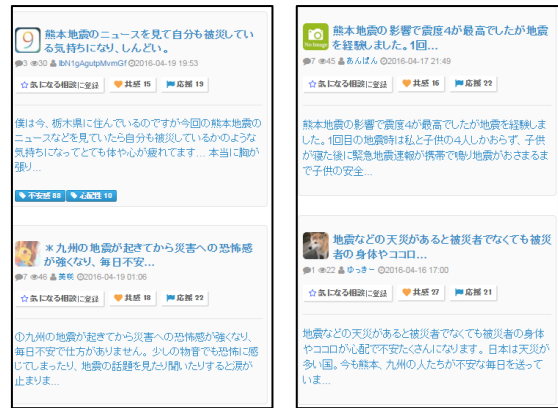 9
熊本地震のニュースを見て自分も被災してい
る気持ちになり、しんどい。
3 30 IbN1gAgutpMvmGf 2016-04-19 19:53
☆気になる相談に登録 共感 15 応援 19
僕は今、栃木県に住んでいるのですが今回の熊本地震の
ニュースなどを見ていたら自分も被災しているかのような
気持ちになってとても体や心が疲れてます… 本当に胸が
張り...
不安感 88 心配性 10
＊九州の地震が起きてから災害への恐怖感
が強くなり、毎日不安...
7 46 美咲 2016-04-19 01:06
☆気になる相談に登録 共感 18 応援 22
①九州の地震が起きてから災害への恐怖感が強くなり、
毎日不安で仕方がありません。少しの物音でも恐怖に感
じてしまったり、地震の話題を見たり聞いたりすると涙が
止まりま...
No Image
熊本地震の影響で震度4が最高でしたが地震
を経験しました。1回...
7 45 あんぱん 2016-04-17 21:49
☆気になる相談に登録 共感 16 応援 22
熊本地震の影響で震度4が最高でしたが地震を経験しま
した。1回目の地震時は私と子供の4人しかおらず、子供
が寝た後に緊急地震速報が携帯で鳴り地震がおさまるま
で子供の安全...
地震などの天災があると被災者でなくても被災
者の身体やココロ...
1 22 ゆっきー 2016-04-16 17:00
☆気になる相談に登録 共感 27 応援 21
地震などの天災があると被災者でなくても被災者の身体
やココロが心配で不安たくさんになります。日本は天災が
多い国。今も熊本、九州の人たちが不安な毎日を送って
いま...